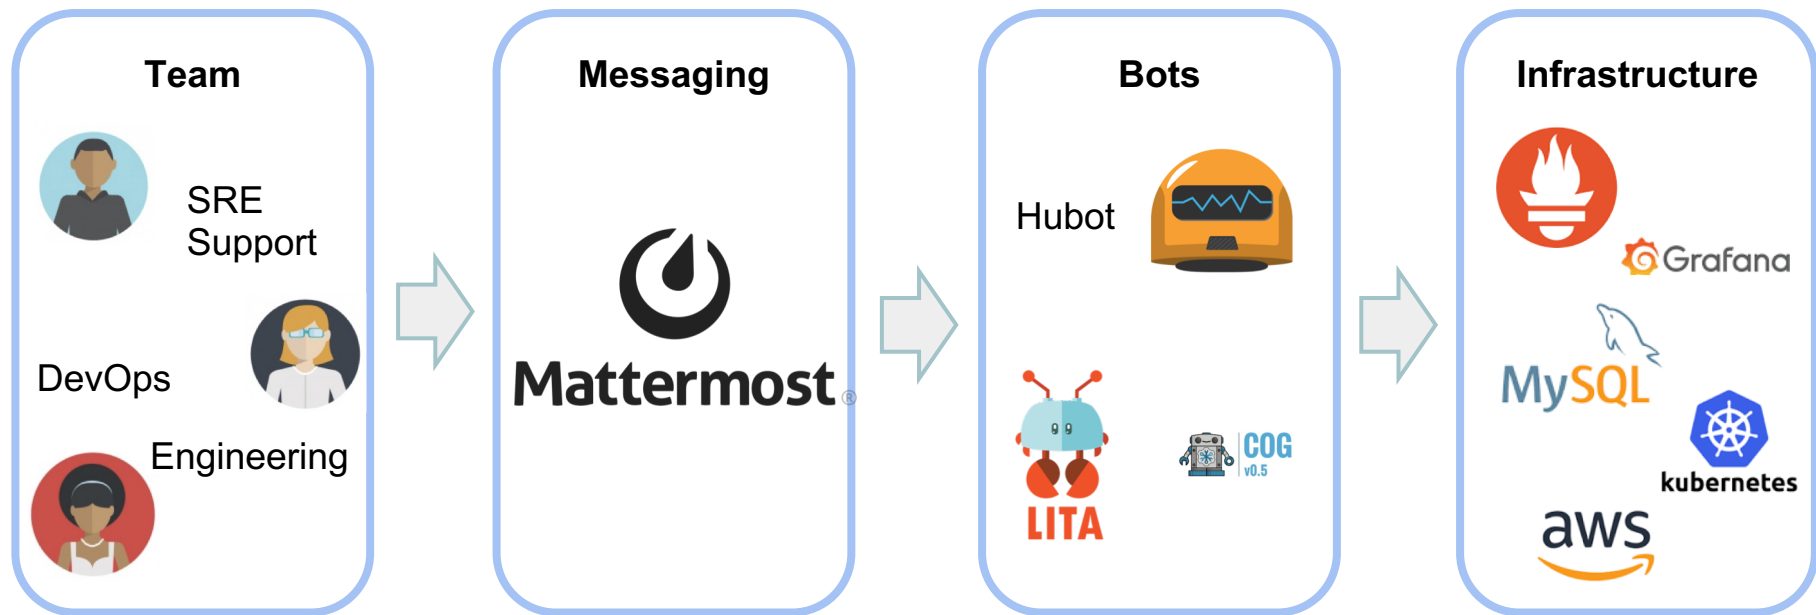 Team
SRE
Support
DevOps
Engineering
Messaging
Mattermost®
Bots
Hubot
LITA
COG
v0.5
Infrastructure
Grafana
MySQL
kubernetes
aws